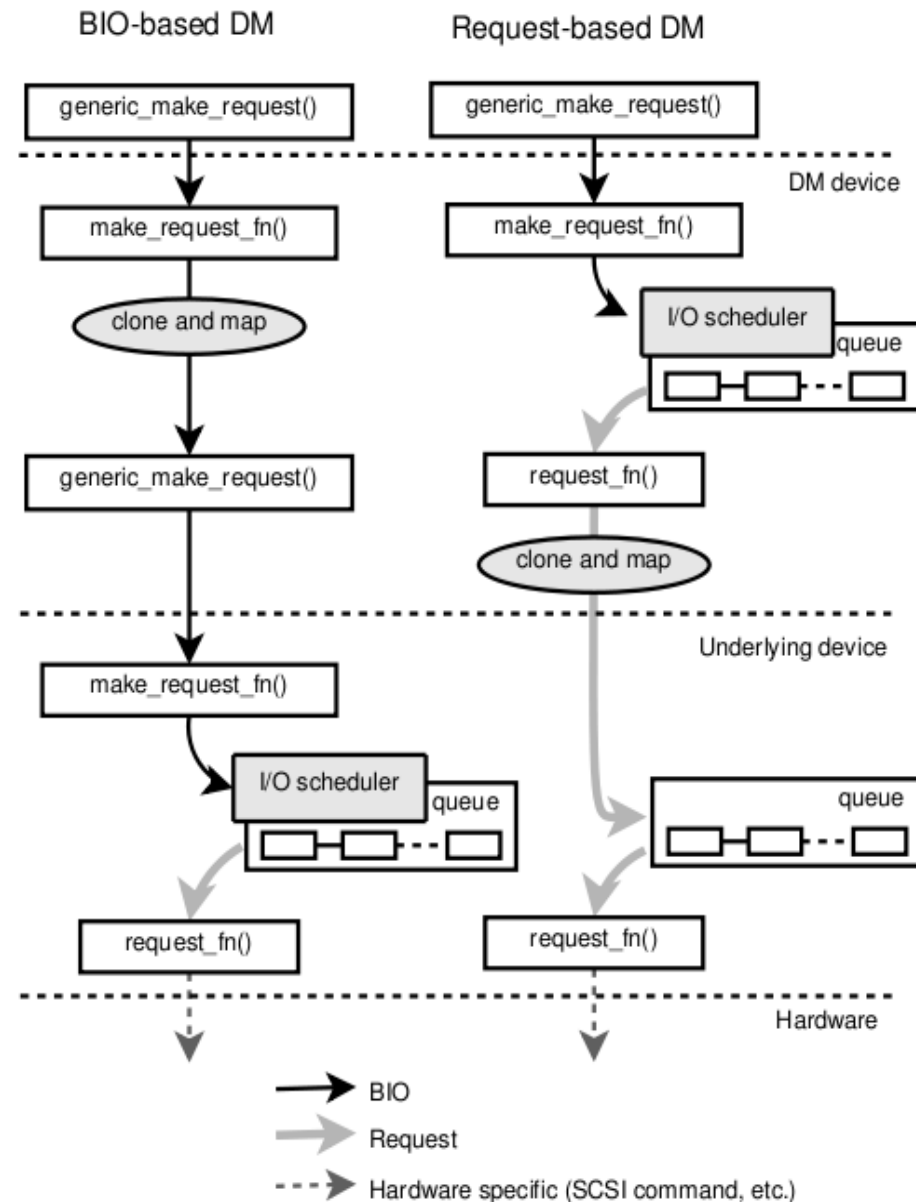 BIO-based DM
Request-based DM
generic_make_request()
generic_make_request()
DM device
make_request_fn()
make_request_fn()
clone and map
I/O scheduler
queue
generic_make_request()
request_fn()
clone and map
Underlying device
make_request_fn()
I/O scheduler
queue
queue
request_fn()
request_fn()
Hardware
BIO
Request
Hardware specific (SCSI command, etc.)